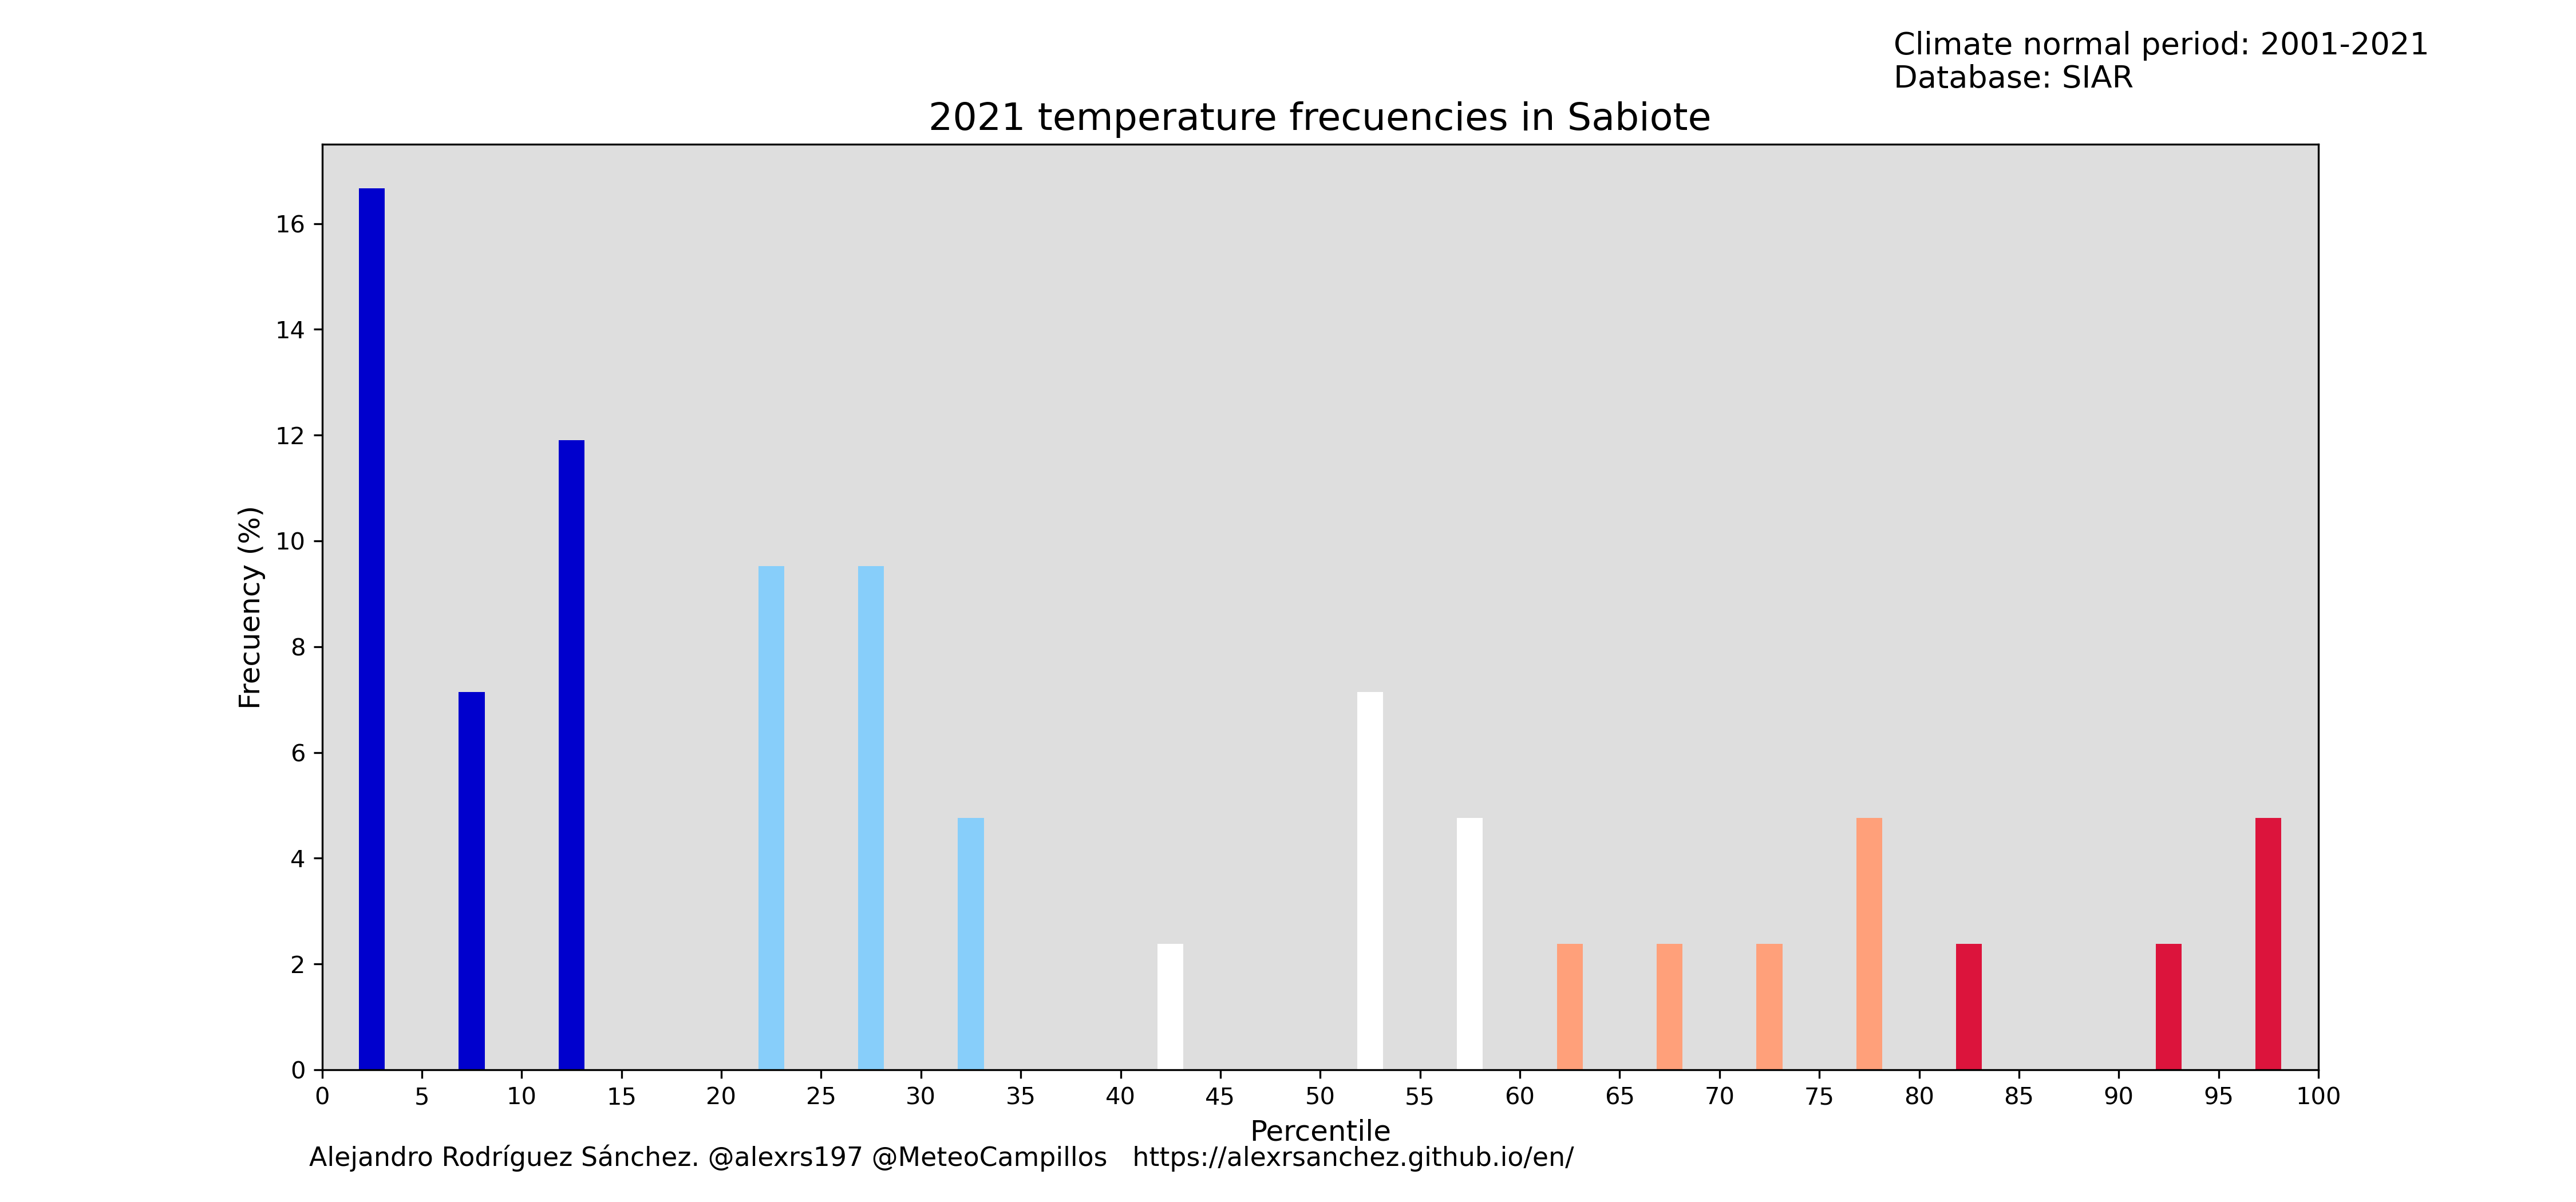 Climate normal period: 2001-2021
Database: SIAR
2021 temperature frecuencies in Sabiote
Frecuency (%)
16
14
12
10
8
6
4
2
0
0 5 10 15 20 25 30 35 40 45 50 55 60 65 70 75 80 85 90 95 100
Percentile
Alejandro Rodríguez Sánchez. @alexrs197 @MeteoCampillos https://alexrsanchez.github.io/en/